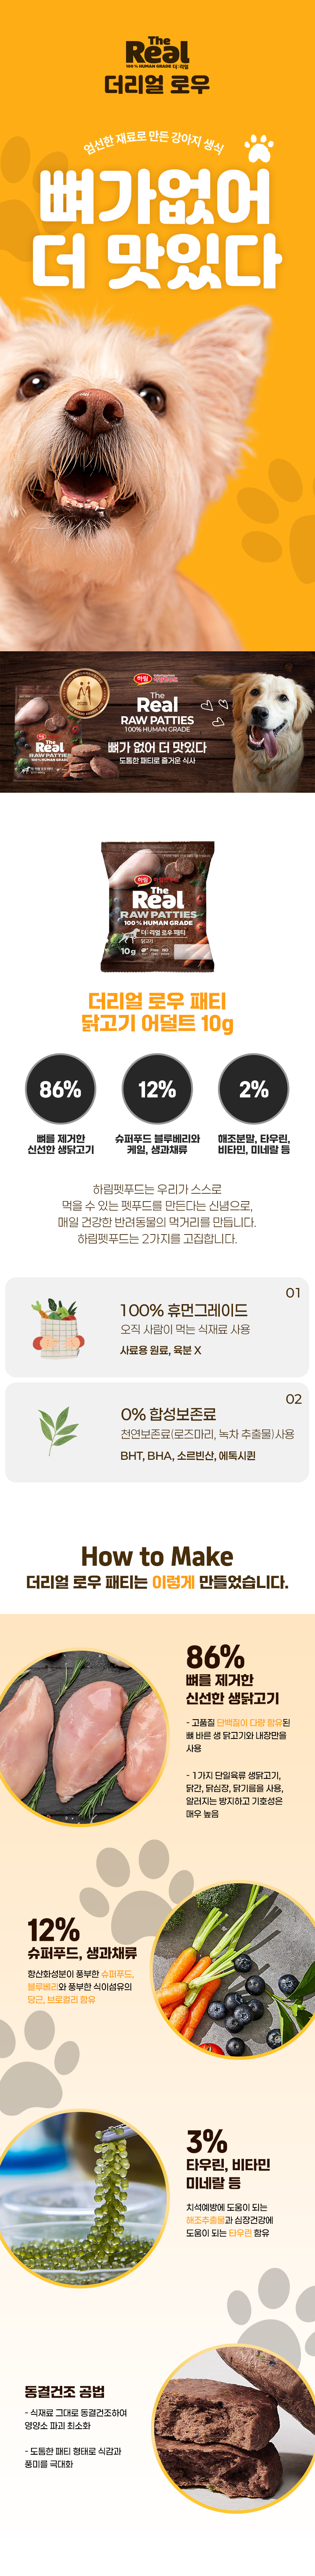 The
Real
100% HUMAN GRADE 더:리얼
더리얼 로우
엄선한 재료로 만든 강아지 생식
뼈가없어
더 맛있다
하림
The
Real
RAW PATTIES
100% HUMAN GRADE
The
Real
RAW PATTIES
100% HUMAN GRADE
뼈가 없어 더 맛있다
도톰한 패티로 즐거운 식사
하림
The
Real
RAW PATTIES
100% HUMAN GRADE
더:리얼 로우 패티
닭고기
10g
더리얼 로우 패티
닭고기 어덜트 10g
86%
12%
2%
뼈를 제거한
신선한 생닭고기
슈퍼푸드 블루베리와
케일, 생과채류
해조분말, 타우린,
비타민, 미네랄 등
하림펫푸드는 우리가 스스로
먹을 수 있는 펫푸드를 만든다는 신념으로,
매일 건강한 반려동물의 먹거리를 만듭니다.
하림펫푸드는 2가지를 고집합니다.
01
100% 휴먼그레이드
오직 사람이 먹는 식재료 사용
사료용 원료, 육분 X
02
0% 합성보존료
천연보존료(로즈마리, 녹차 추출물)사용
BHT, BHA, 소르빈산, 에톡시퀸
How to Make
더리얼 로우 패티는 이렇게 만들었습니다.
86%
뼈를 제거한
신선한 생닭고기
- 고품질 단백질이 다량 함유된
뼈 바른 생 닭고기와 내장만을
사용
- 1가지 단일육류 생닭고기,
닭간, 닭심장, 닭기름을 사용,
알러지는 방지하고 기호성은
매우 높음
12%
슈퍼푸드, 생과채류
항산화성분이 풍부한 슈퍼푸드,
블루베리와 풍부한 식이섬유의
당근, 브로컬리 함유
3%
타우린, 비타민
미네랄 등
치석예방에 도움이 되는
해조추출물과 심장건강에
도움이 되는 타우린 함유
동결건조 공법
- 식재료 그대로 동결건조하여
영양소 파괴 최소화
- 도톰한 패티 형태로 식감과
풍미를 극대화